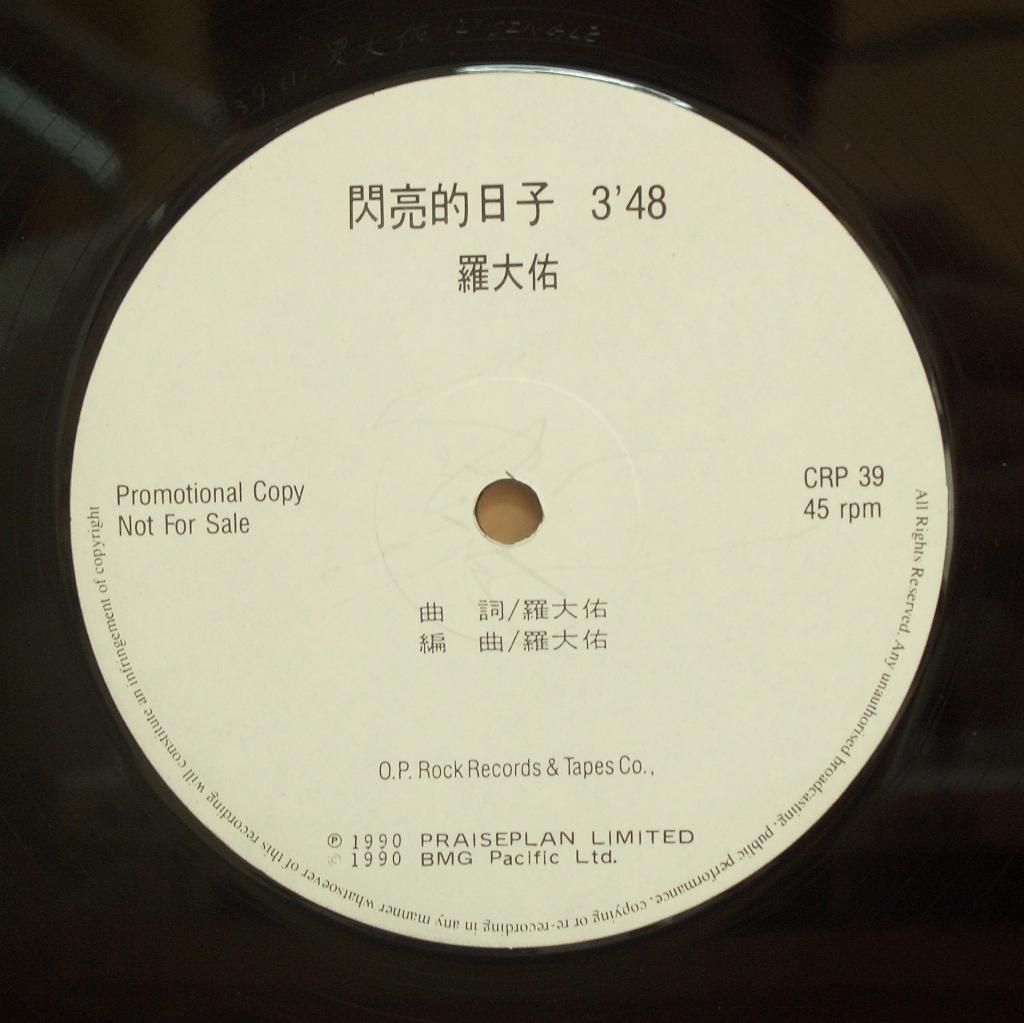 閃亮的日子 3'48
羅大佑
Promotional Copy
Not For Sale
CRP 39
45 rpm
曲 詞/羅大佑
編 曲/羅大佑
O.P. Rock Records & Tapes Co.,
℗ 1990 PRAISEPLAN LIMITED
© 1990 BMG Pacific Ltd.
All Rights Reserved. Any unauthorised broadcasting, public performance, copying or re-recording in any manner whatsoever of this recording will constitute an infringement of copyright